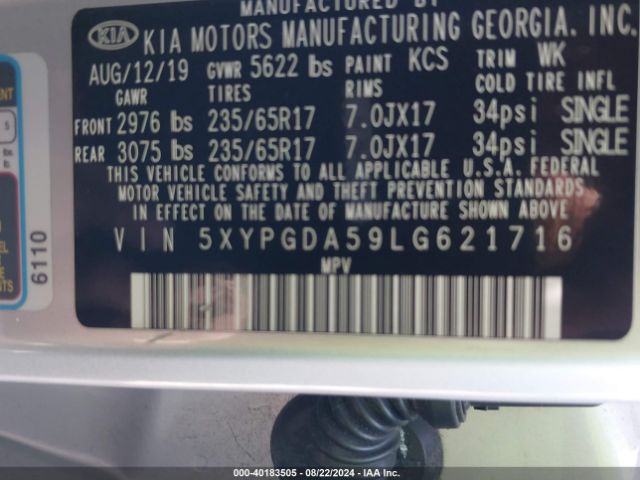 MANUFACTURED BY
KIA KIA MOTORS MANUFACTURING GEORGIA. INC.
AUG/12/19 GVWR 5622 lbs PAINT KCS TRIM WK
GAWR TIRES RIMS COLD TIRE INFL
FRONT 2976 lbs 235/65R17 7.0JX17 34psi SINGLE
REAR 3075 lbs 235/65R17 7.0JX17 34psi SINGLE
THIS VEHICLE CONFORMS TO ALL APPLICABLE U.S.A. FEDERAL
MOTOR VEHICLE SAFETY AND THEFT PREVENTION STANDARDS
IN EFFECT ON THE DATE OF MANUFACTURE SHOWN ABOVE
VIN 5XYPGDA59LG621716
MPV
6110
000-40183505 - 08/22/2024 - IAA Inc.